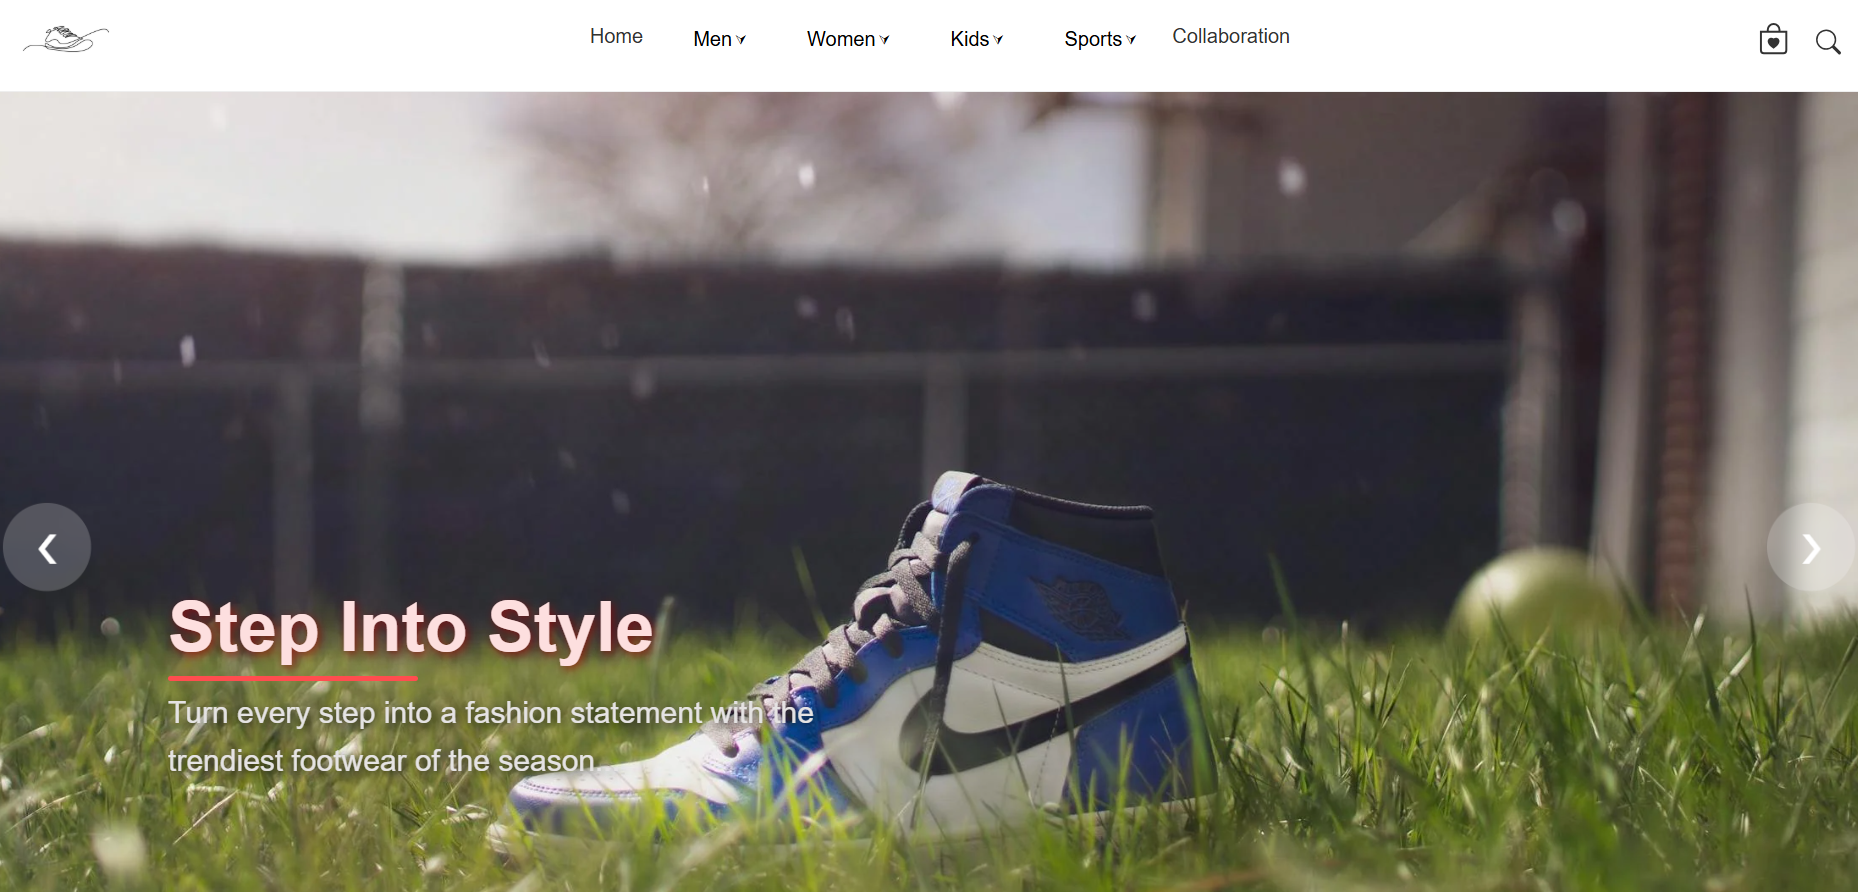 Home Men Women Kids Sports Collaboration
Step Into Style
Turn every step into a fashion statement with the
trendiest footwear of the season.